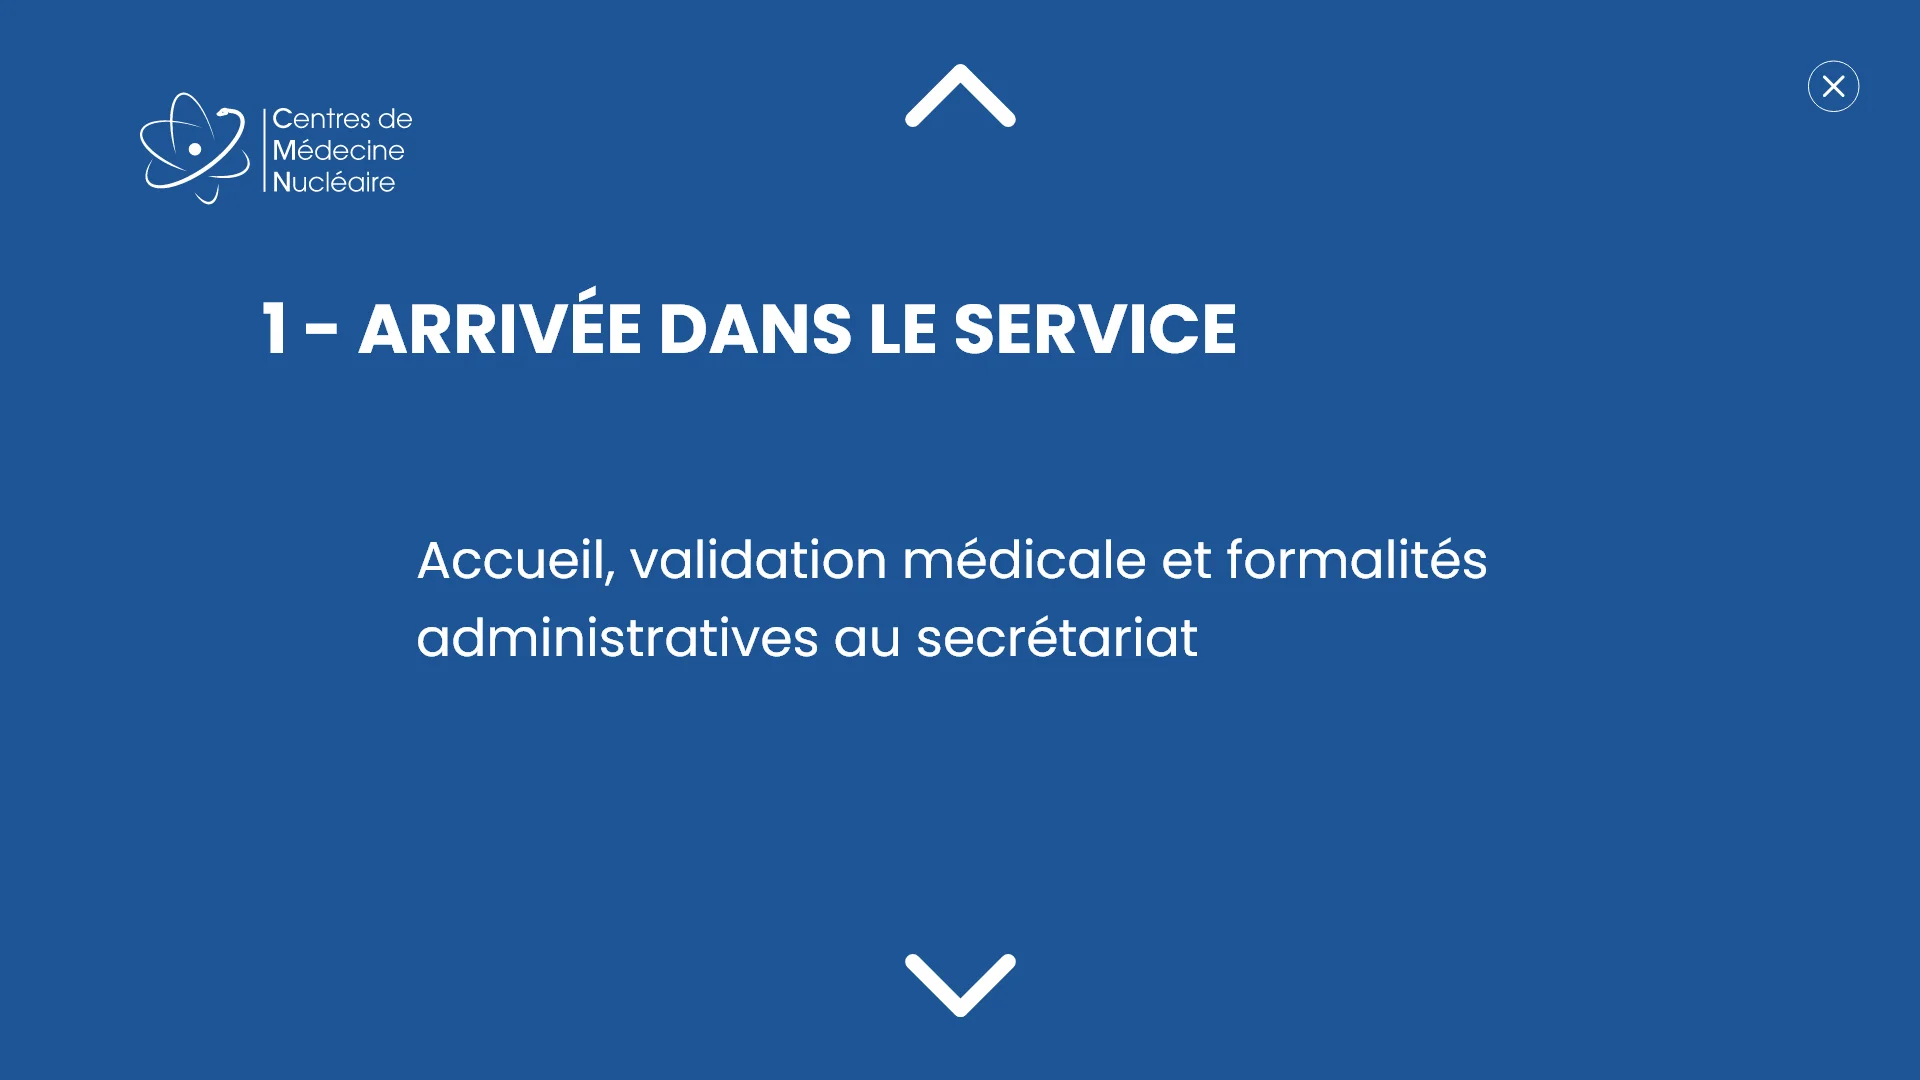 Centres de
Médecine
Nucléaire
1 - ARRIVÉE DANS LE SERVICE
Accueil, validation médicale et formalités
administratives au secrétariat